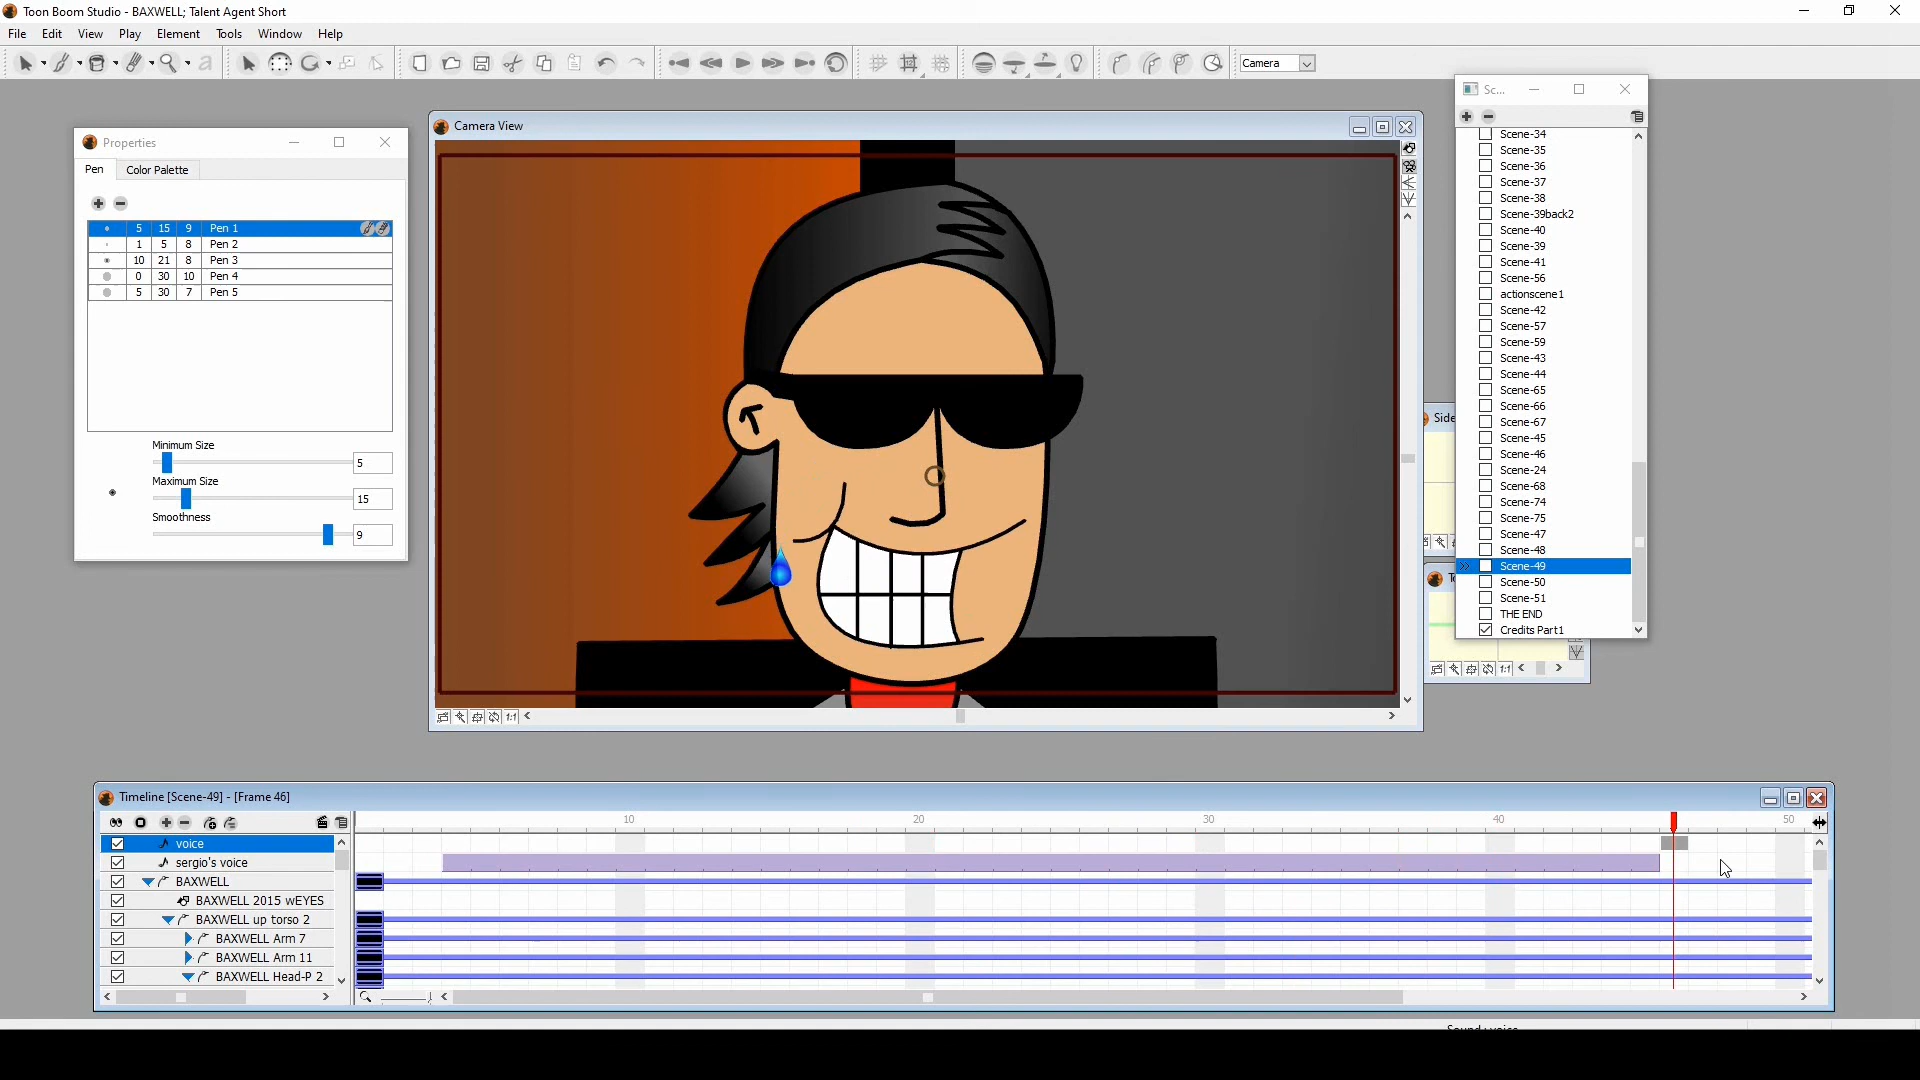 Toon Boom Studio - BAXWELL; Talent Agent Short
File Edit View Play Element Tools Window Help
Camera
Properties
Pen Color Palette
5 15 9 Pen 1
1 5 8 Pen 2
10 21 8 Pen 3
0 30 10 Pen 4
5 30 7 Pen 5
Minimum Size
5
Maximum Size
15
Smoothness
9
Camera View
1:1
Sc...
Scene-34
Scene-35
Scene-36
Scene-37
Scene-38
Scene-39back2
Scene-40
Scene-39
Scene-41
Scene-56
actionscene1
Scene-42
Scene-57
Scene-59
Scene-43
Scene-44
Scene-65
Scene-66
Scene-67
Scene-45
Scene-46
Scene-24
Scene-68
Scene-74
Scene-75
Scene-47
Scene-48
Scene-49
Scene-50
Scene-51
THE END
Credits Part1
Side
1:1
Timeline [Scene-49] - [Frame 46]
10 20 30 40 50
voice
sergio's voice
BAXWELL
BAXWELL 2015 wEYES
BAXWELL up torso 2
BAXWELL Arm 7
BAXWELL Arm 11
BAXWELL Head-P 2